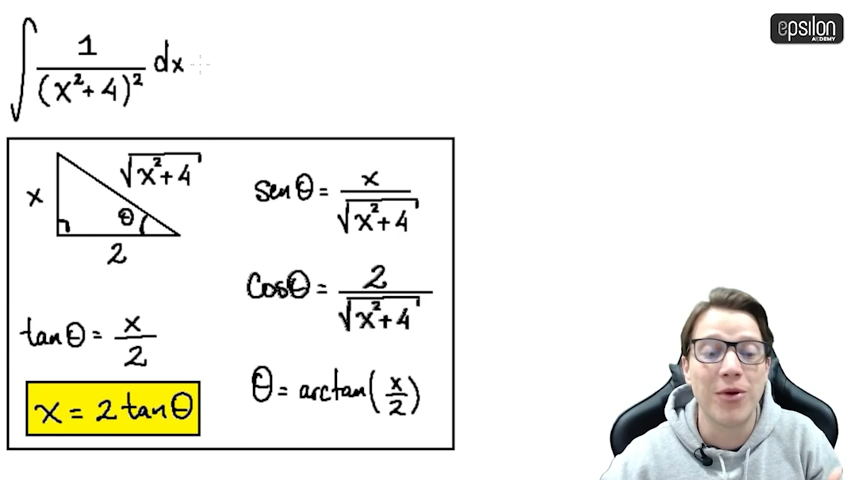 epsilon
AKDEMY
∫ 1/(x²+4)² dx
x
√x²+4
θ
2
senθ = x/√x²+4
cosθ = 2/√x²+4
tanθ = x/2
θ = arctan(x/2)
x = 2 tanθ